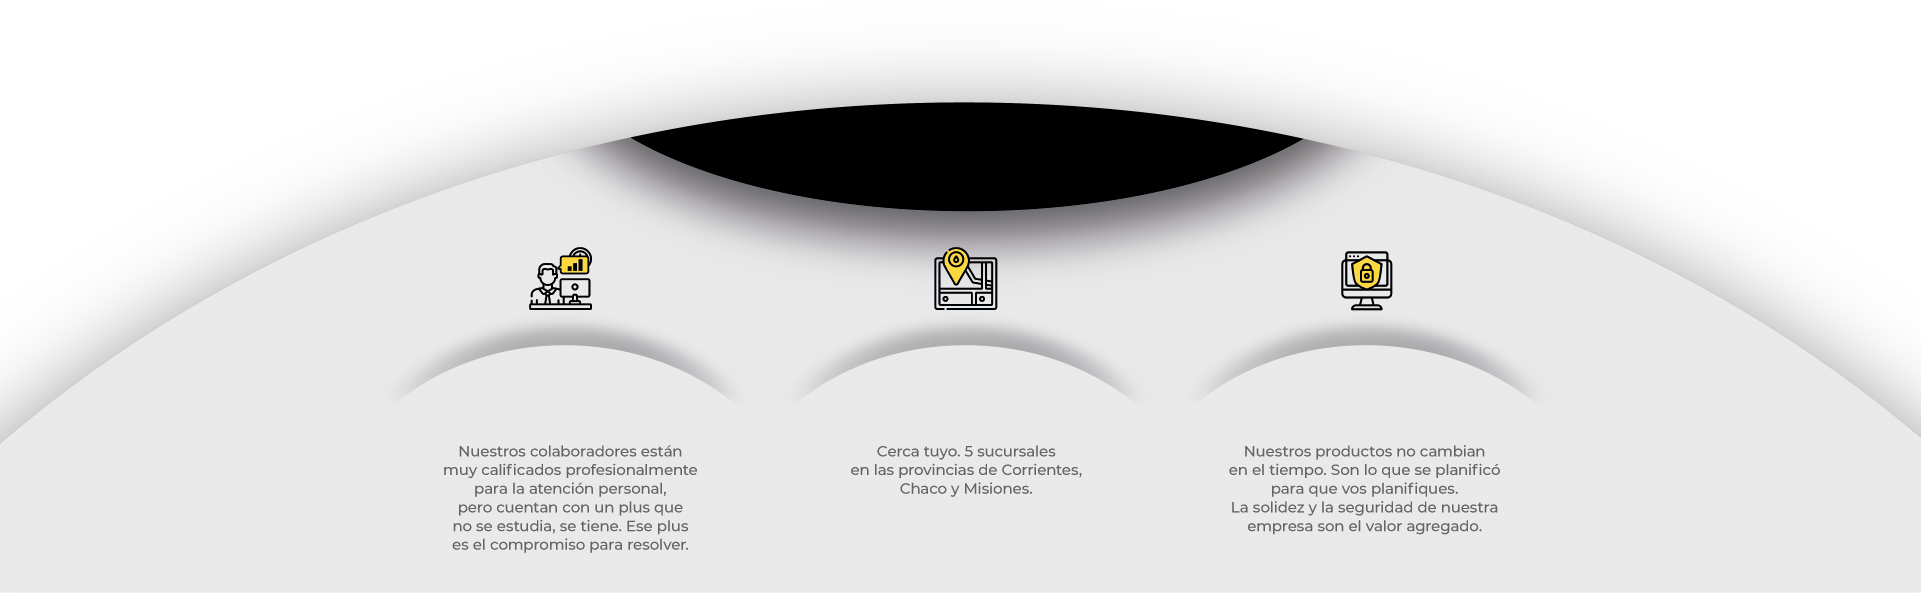 Nuestros colaboradores están
muy calificados profesionalmente
para la atención personal,
pero cuentan con un plus que
no se estudia, se tiene. Ese plus
es el compromiso para resolver.
Cerca tuyo. 5 sucursales
en las provincias de Corrientes,
Chaco y Misiones.
Nuestros productos no cambian
en el tiempo. Son lo que se planificó
para que vos planifiques.
La solidez y la seguridad de nuestra
empresa son el valor agregado.